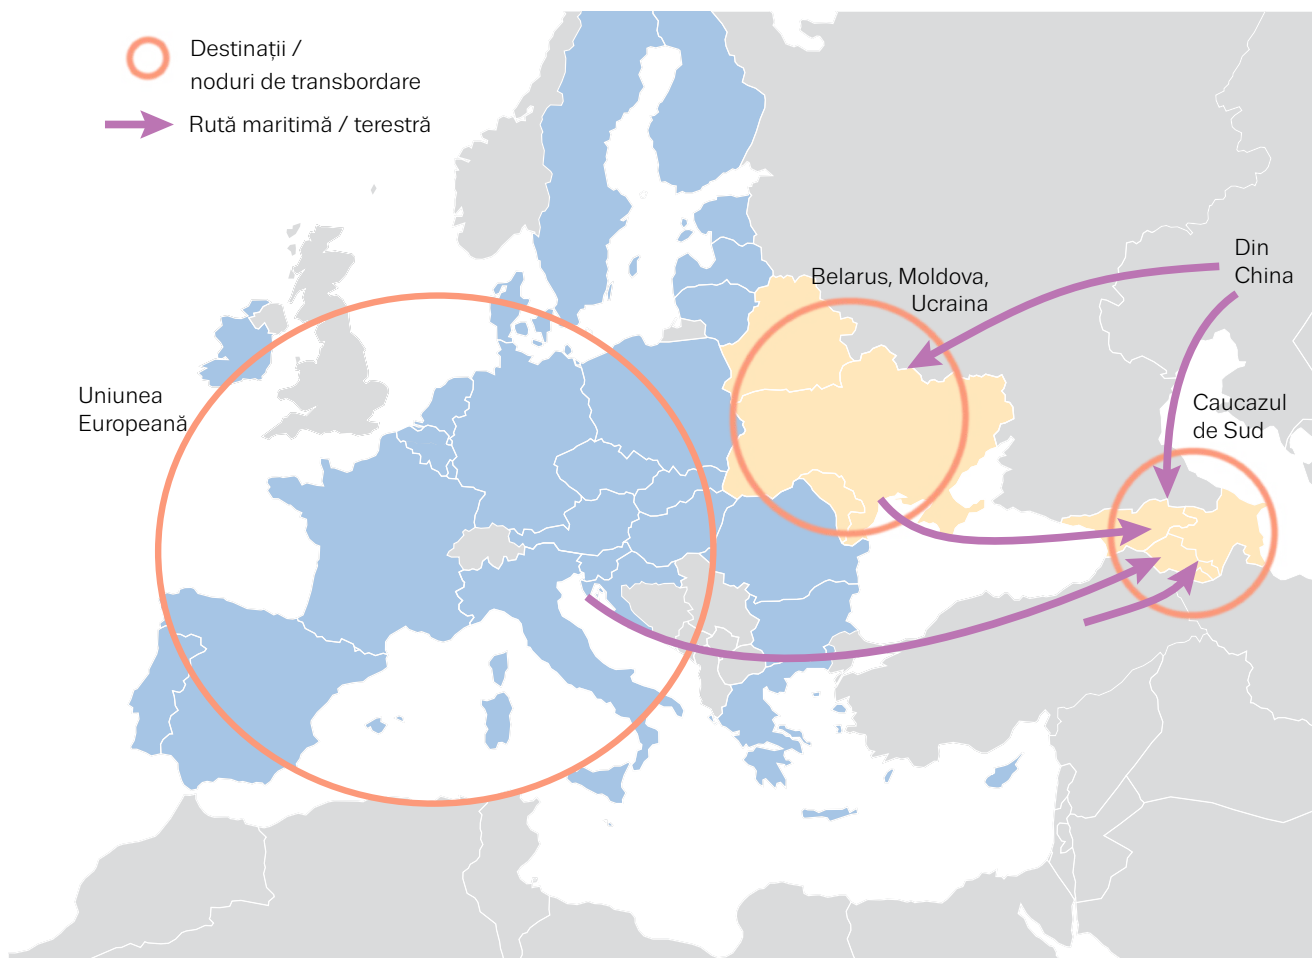 Destinații /
noduri de transbordare
Rută maritimă / terestră
Din
China
Belarus, Moldova,
Ucraina
Uniunea
Europeană
Caucazul
de Sud